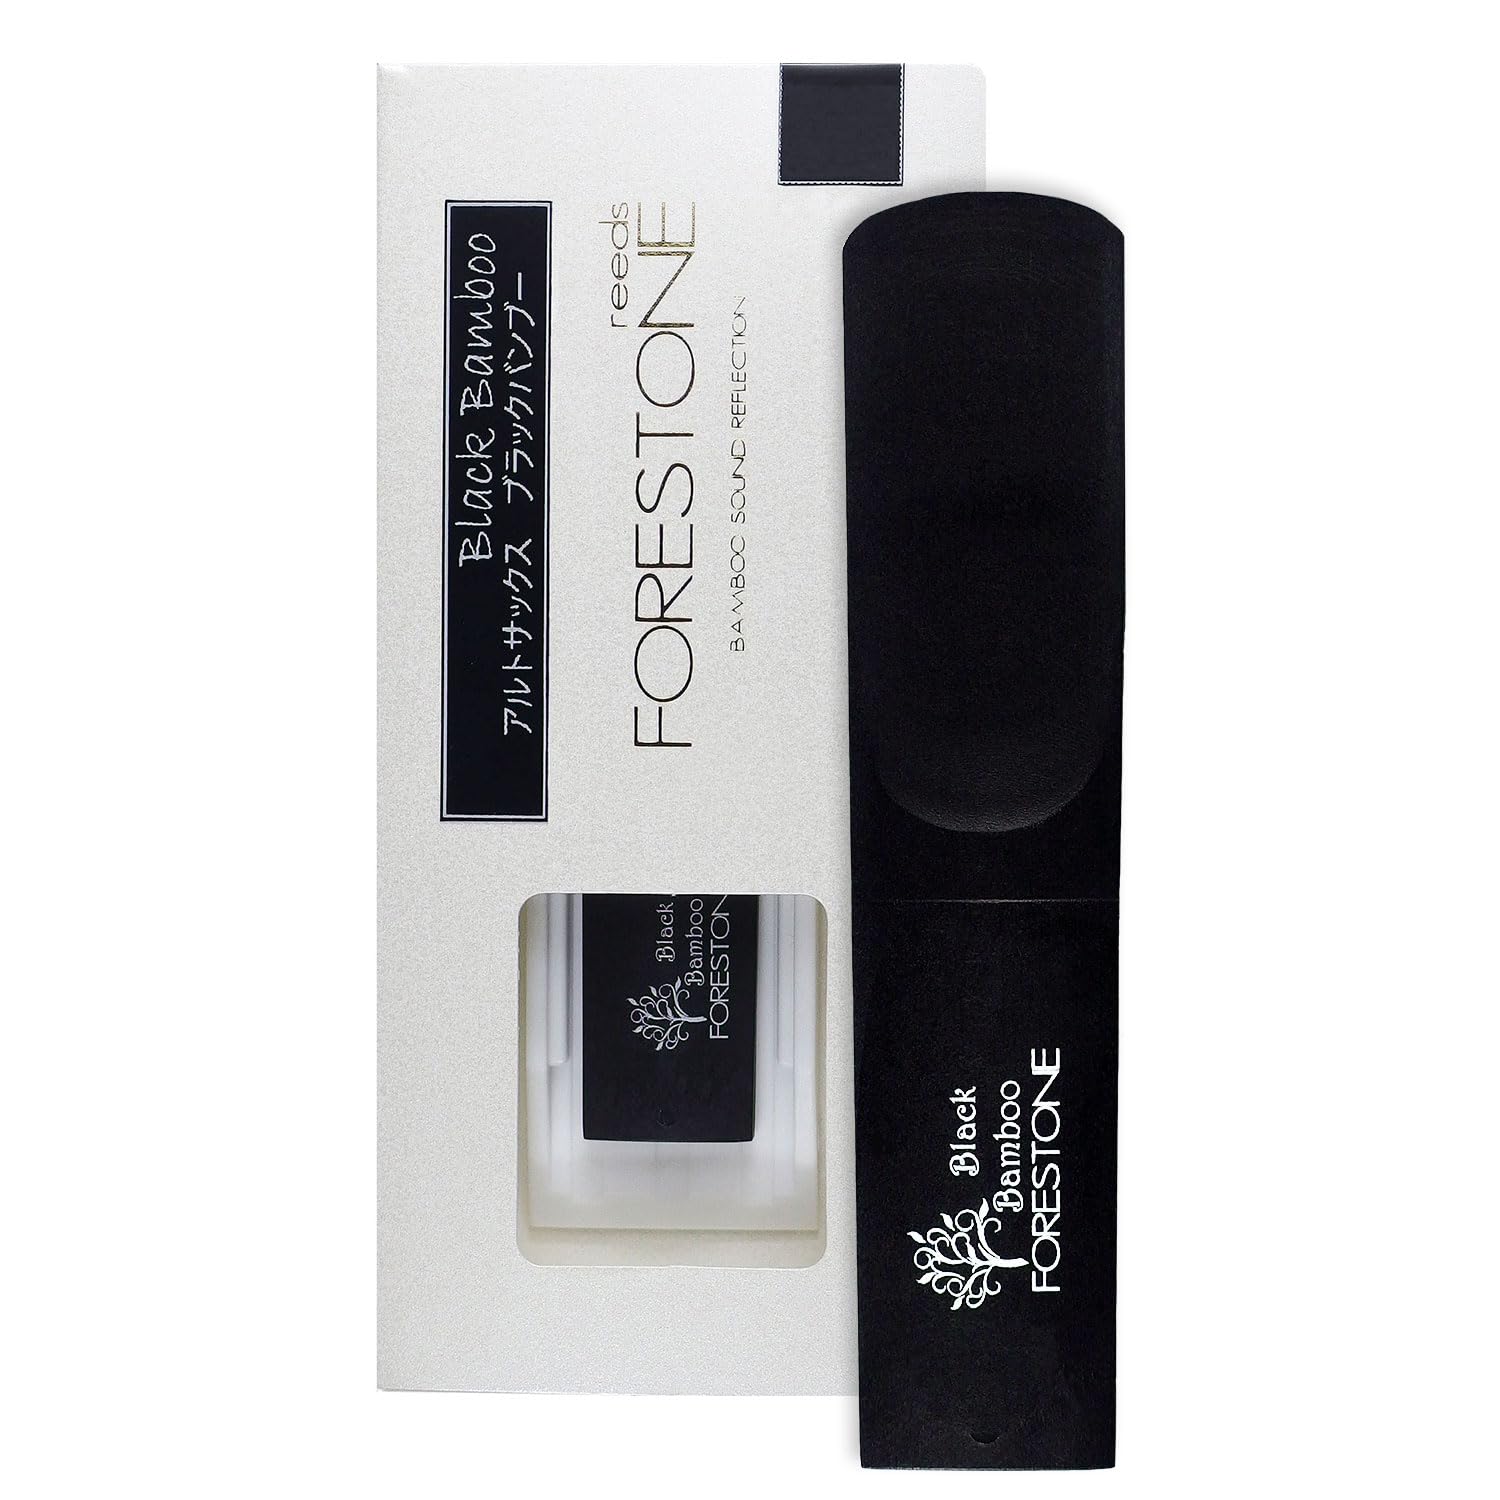 Black Bamboo
アルトサックス ブラックバンブー
reeds
FORESTONE
BAMBOO SOUND REFLECTION
Black
Bamboo
FORESTON
Black
Bamboo
FORESTONE